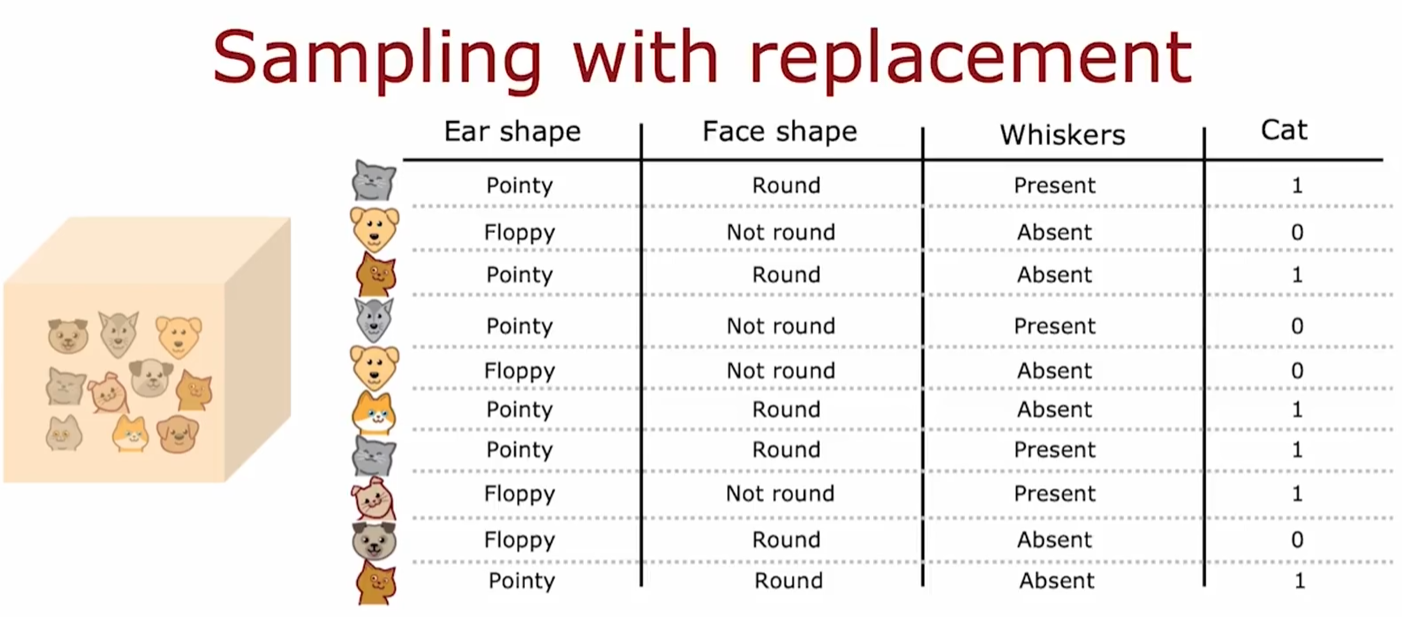 Sampling with replacement
Ear shape Face shape Whiskers Cat
Pointy Round Present 1
Floppy Not round Absent 0
Pointy Round Absent 1
Pointy Not round Present 0
Floppy Not round Absent 0
Pointy Round Absent 1
Pointy Round Present 1
Floppy Not round Present 1
Floppy Round Absent 0
Pointy Round Absent 1